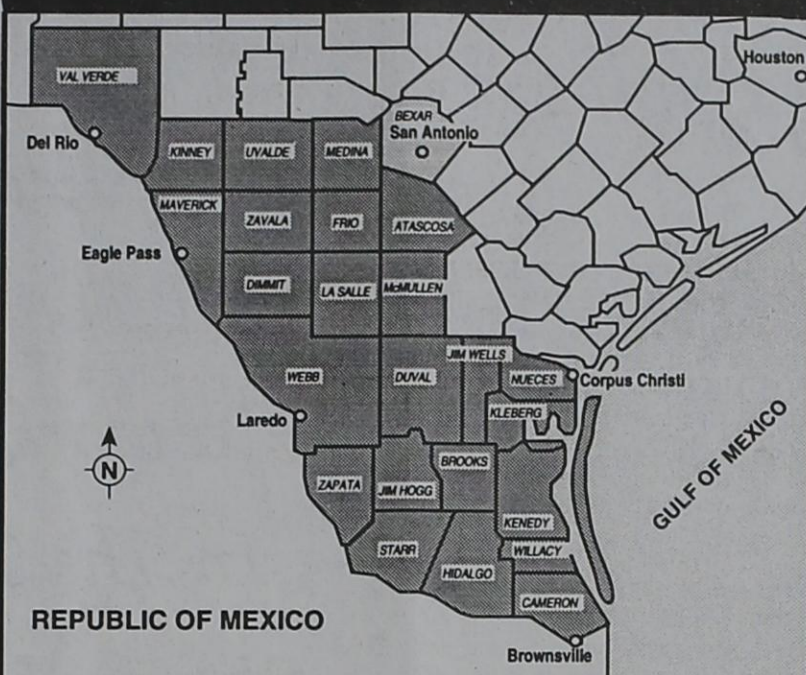 Houston
VAL VERDE
BEXAR
San Antonio
Del Rio
KINNEY
UVALDE
MEDINA
MAVERICK
ZAVALA
FRIO
ATASCOSA
Eagle Pass
DIMMIT
LA SALLE
McMULLEN
JIM WELLS
WEBB
DUVAL
NUECES
Corpus Christi
KLEBERG
Laredo
GULF OF MEXICO
N
BROOKS
ZAPATA
JIM HOGG
KENEDY
STARR
WILLACY
HIDALGO
CAMERON
REPUBLIC OF MEXICO
Brownsville